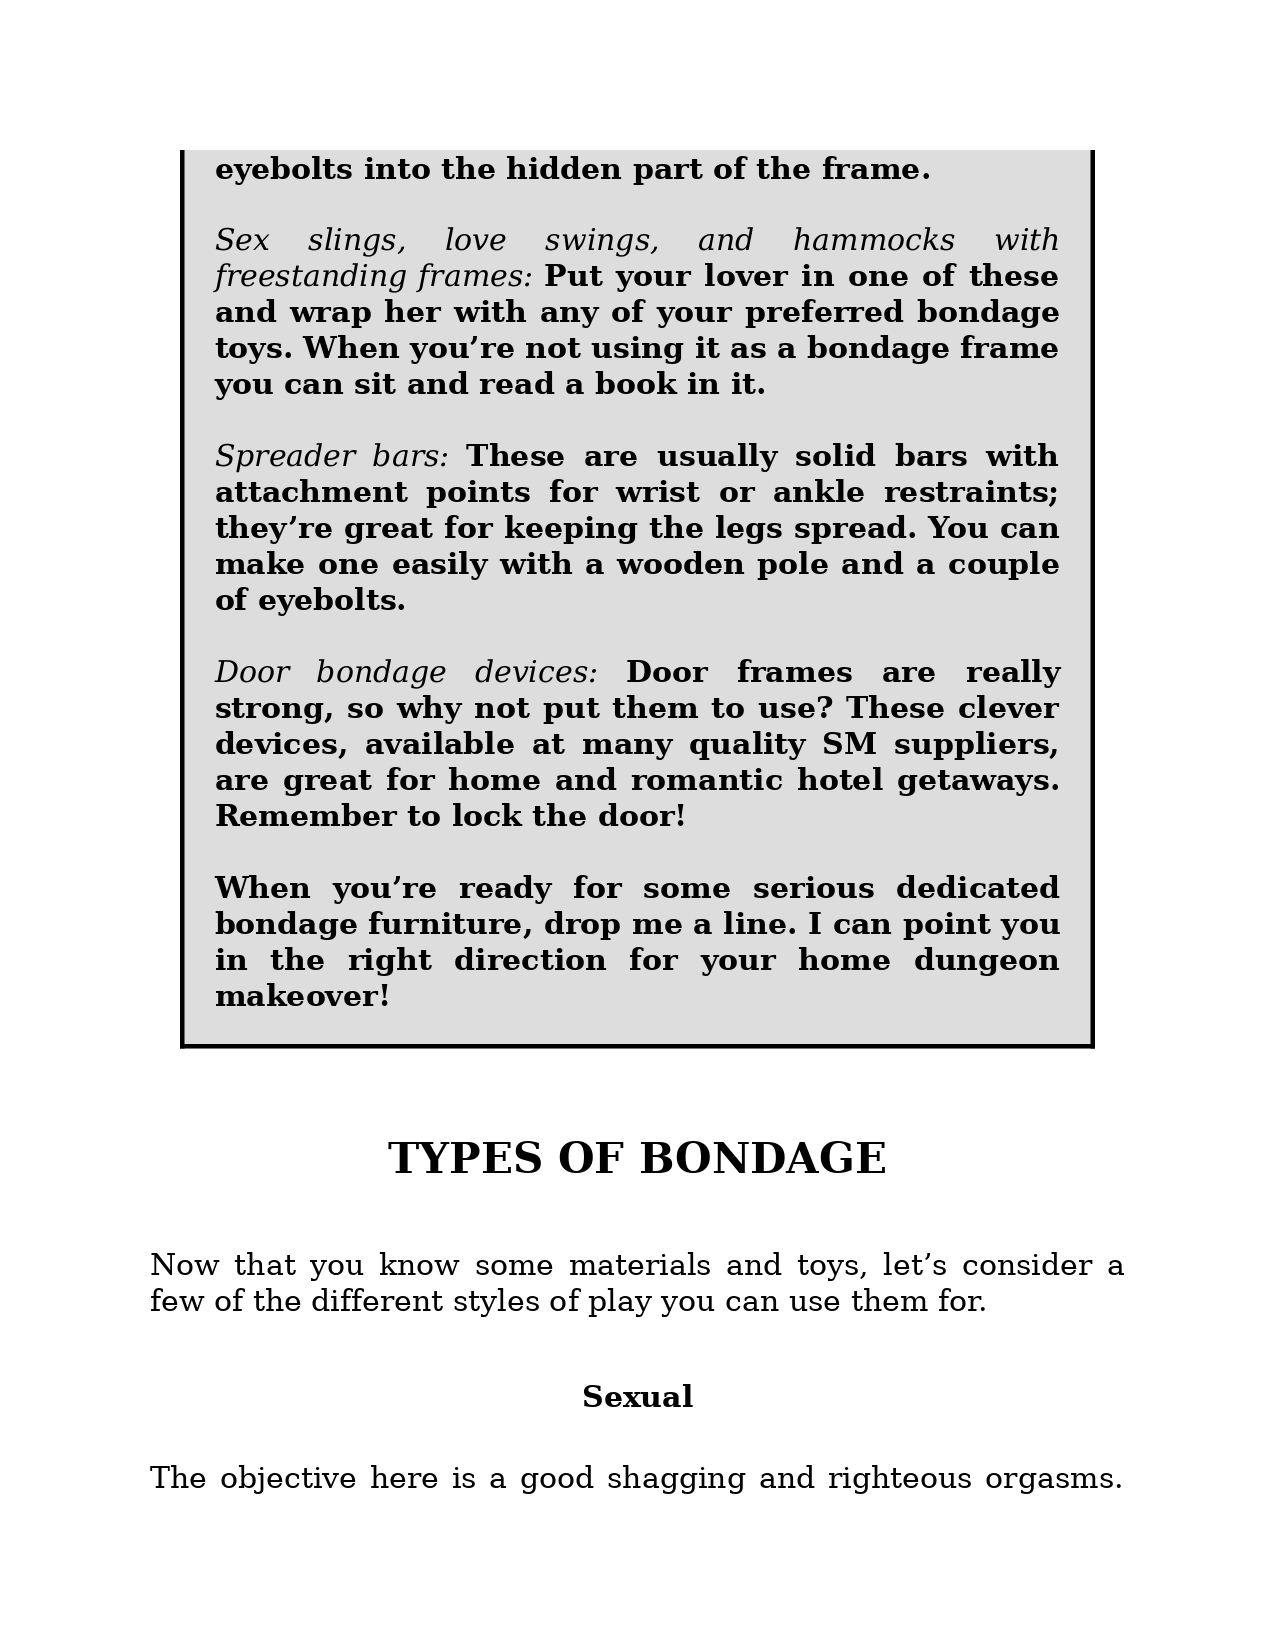 eyebolts into the hidden part of the frame.
Sex slings, love swings, and hammocks with
freestanding frames: Put your lover in one of these
and wrap her with any of your preferred bondage
toys. When you’re not using it as a bondage frame
you can sit and read a book in it.
Spreader bars: These are usually solid bars with
attachment points for wrist or ankle restraints;
they’re great for keeping the legs spread. You can
make one easily with a wooden pole and a couple
of eyebolts.
Door bondage devices: Door frames are really
strong, so why not put them to use? These clever
devices, available at many quality SM suppliers,
are great for home and romantic hotel getaways.
Remember to lock the door!
When you’re ready for some serious dedicated
bondage furniture, drop me a line. I can point you
in the right direction for your home dungeon
makeover!
TYPES OF BONDAGE
Now that you know some materials and toys, let’s consider a
few of the different styles of play you can use them for.
Sexual
The objective here is a good shagging and righteous orgasms.